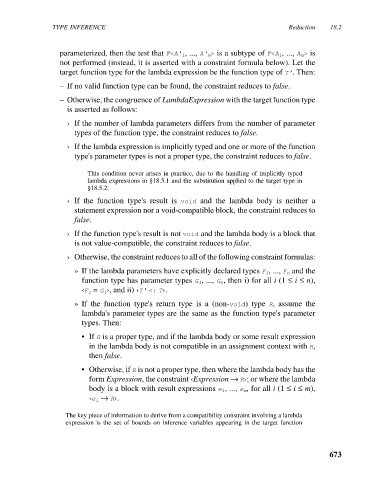 TYPE INFERENCE Reduction 18.2
parameterized, then the test that F<A'1, ..., A'm> is a subtype of F<A1, ..., Am> is
not performed (instead, it is asserted with a constraint formula below). Let the
target function type for the lambda expression be the function type of T'. Then:
– If no valid function type can be found, the constraint reduces to false.
– Otherwise, the congruence of LambdaExpression with the target function type
is asserted as follows:
› If the number of lambda parameters differs from the number of parameter
types of the function type, the constraint reduces to false.
› If the lambda expression is implicitly typed and one or more of the function
type's parameter types is not a proper type, the constraint reduces to false.
This condition never arises in practice, due to the handling of implicitly typed
lambda expressions in §18.5.1 and the substitution applied to the target type in
§18.5.2.
› If the function type's result is void and the lambda body is neither a
statement expression nor a void-compatible block, the constraint reduces to
false.
› If the function type's result is not void and the lambda body is a block that
is not value-compatible, the constraint reduces to false.
› Otherwise, the constraint reduces to all of the following constraint formulas:
» If the lambda parameters have explicitly declared types F1, ..., Fn and the
function type has parameter types G1, ..., Gn, then i) for all i (1 ≤ i ≤ n),
‹Fi = Gi›, and ii) ‹T' <: T›.
» If the function type's return type is a (non-void) type R, assume the
lambda's parameter types are the same as the function type's parameter
types. Then:
• If R is a proper type, and if the lambda body or some result expression
in the lambda body is not compatible in an assignment context with R,
then false.
• Otherwise, if R is not a proper type, then where the lambda body has the
form Expression, the constraint ‹Expression → R›; or where the lambda
body is a block with result expressions e1, ..., em, for all i (1 ≤ i ≤ m),
‹ei → R›.
The key piece of information to derive from a compatibility constraint involving a lambda
expression is the set of bounds on inference variables appearing in the target function
673